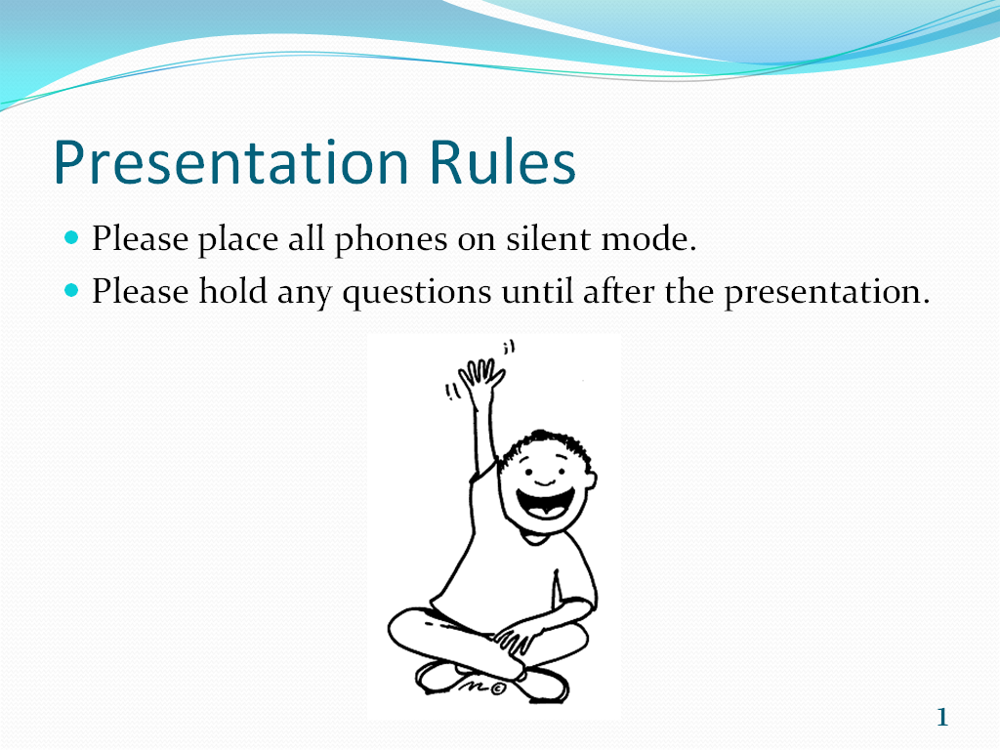 Presentation Rules
Please place all phones on silent mode.
Please hold any questions until after the presentation.
©
1